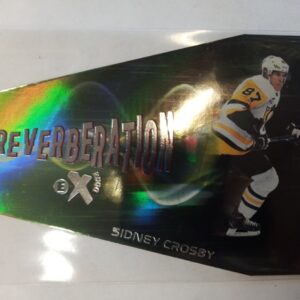 REVERBERATION
EX
SIDNEY CROSBY
87